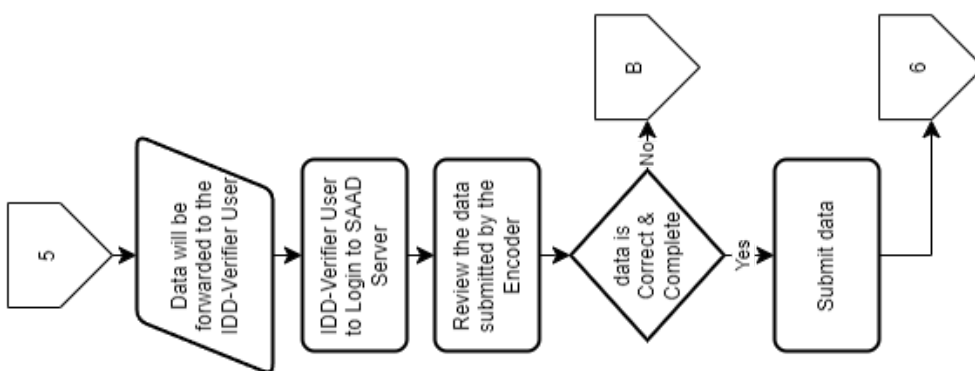 5
Data will be
forwarded to the
IDD-Verifier User
IDD-Verifier User
to Login to SAAD
Server
Review the data
submitted by the
Encoder
data is
Correct &
Complete
No
B
Yes
Submit data
6